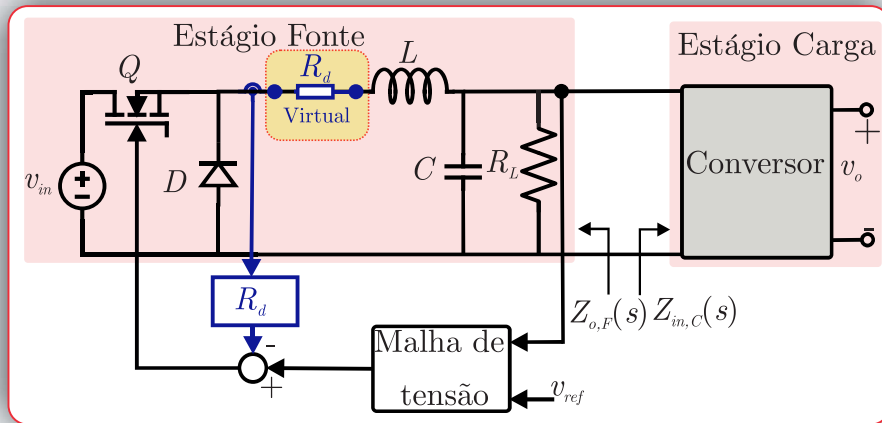 Estágio Fonte
Estágio Carga
Q
R_d
L
Virtual
v_in
+
-
D
C
R_L
Conversor
+
v_o
-
R_d
Z_o,F(s)
Z_in,C(s)
-
+
Malha de
tensão
v_ref